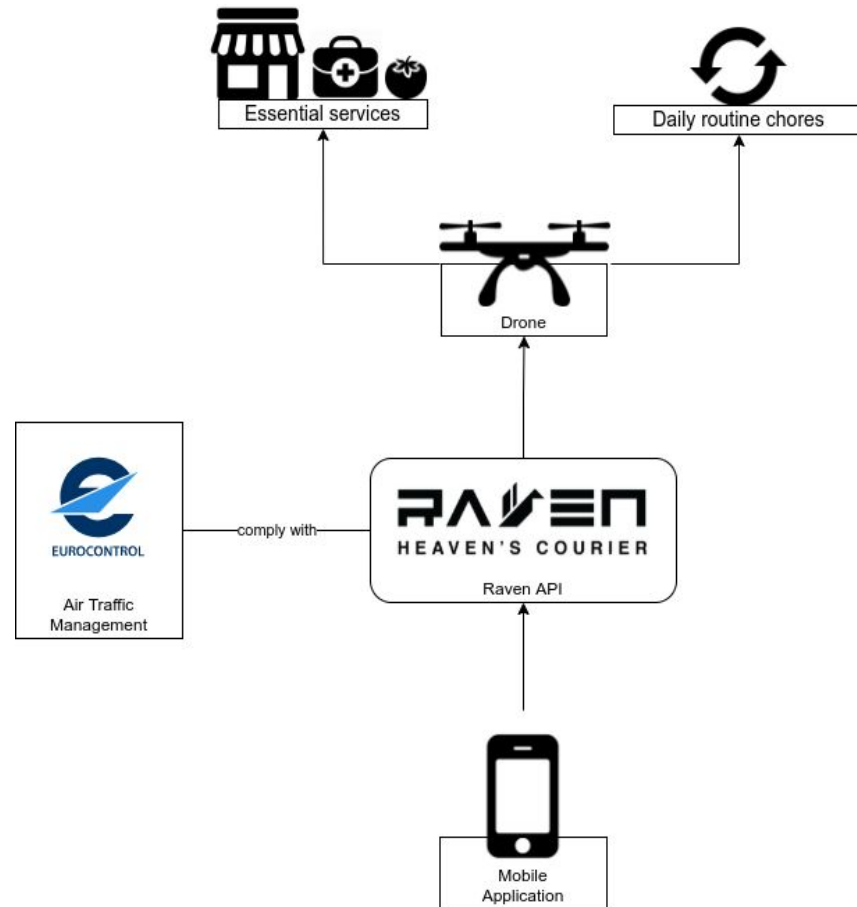 Essential services
Daily routine chores
Drone
EUROCONTROL
Air Traffic
Management
comply with
RAVEN
HEAVEN'S COURIER
Raven API
Mobile
Application